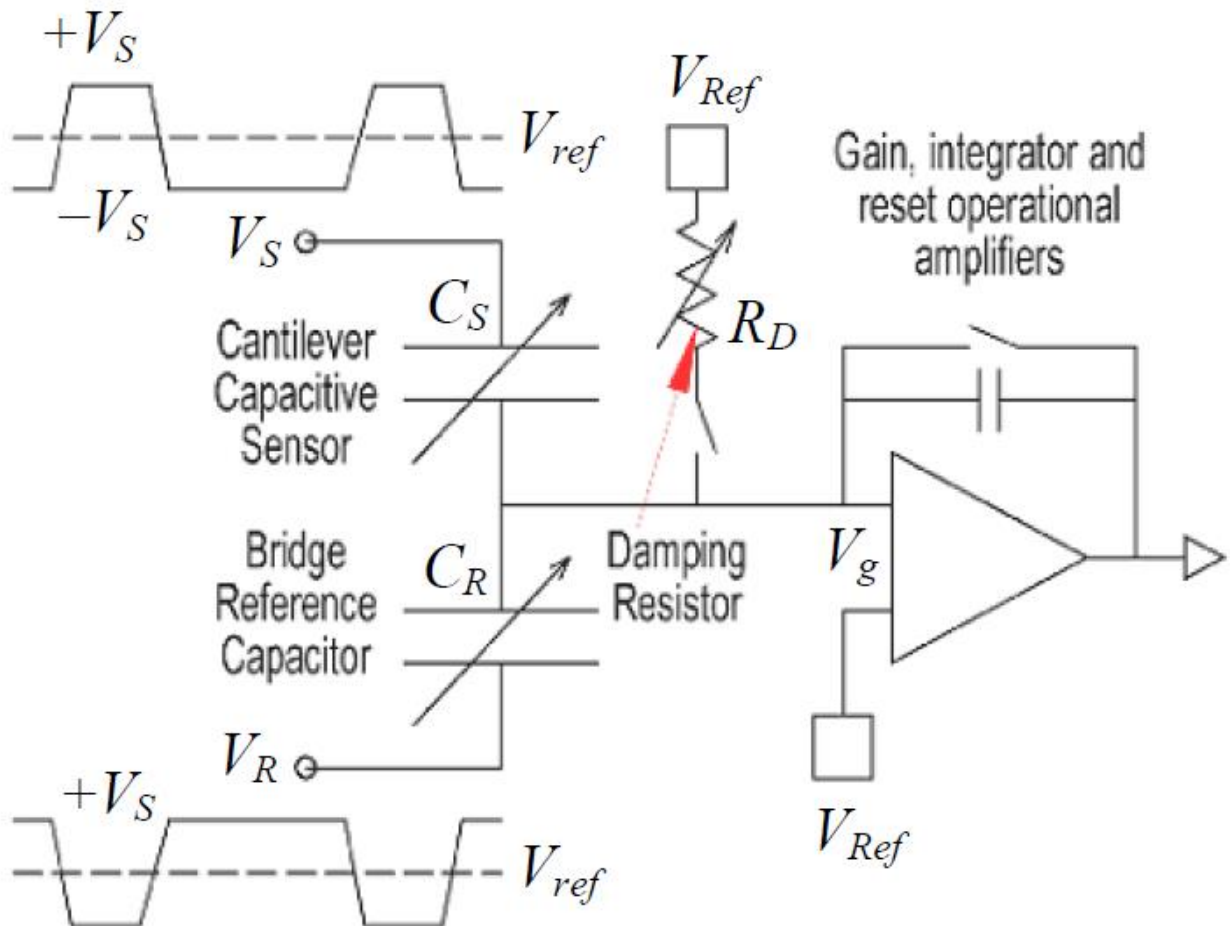 +V_S
V_ref
−V_S
V_S
C_S
Cantilever
Capacitive
Sensor
V_Ref
R_D
Gain, integrator and
reset operational
amplifiers
Bridge
Reference
Capacitor
C_R
Damping
Resistor
V_g
V_R
V_Ref
+V_S
V_ref